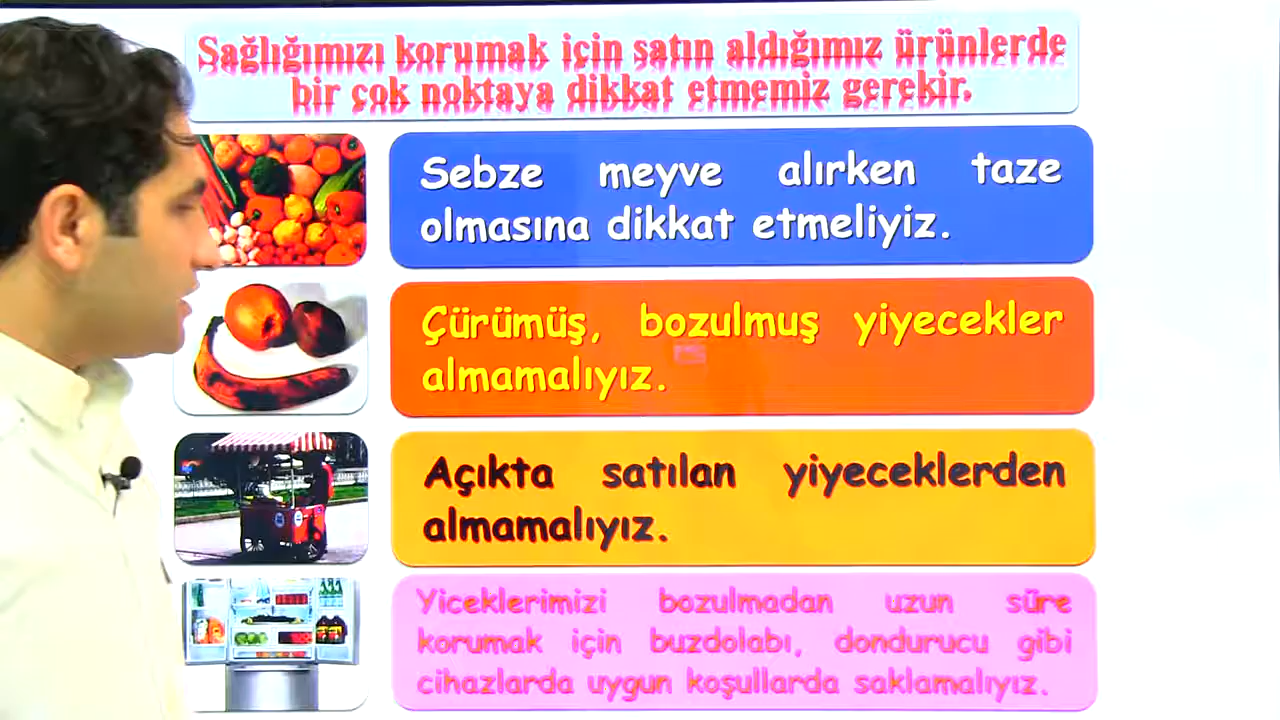 Sağlığımızı korumak için satın aldığımız ürünlerde
bir çok noktaya dikkat etmemiz gerekir.
Sebze meyve alırken taze
olmasına dikkat etmeliyiz.
Çürümüş, bozulmuş yiyecekler
almamalıyız.
Açıkta satılan yiyeceklerden
almamalıyız.
Yiceklerimizi bozulmadan uzun süre
korumak için buzdolabı, dondurucu gibi
cihazlarda uygun koşullarda saklamalıyız.